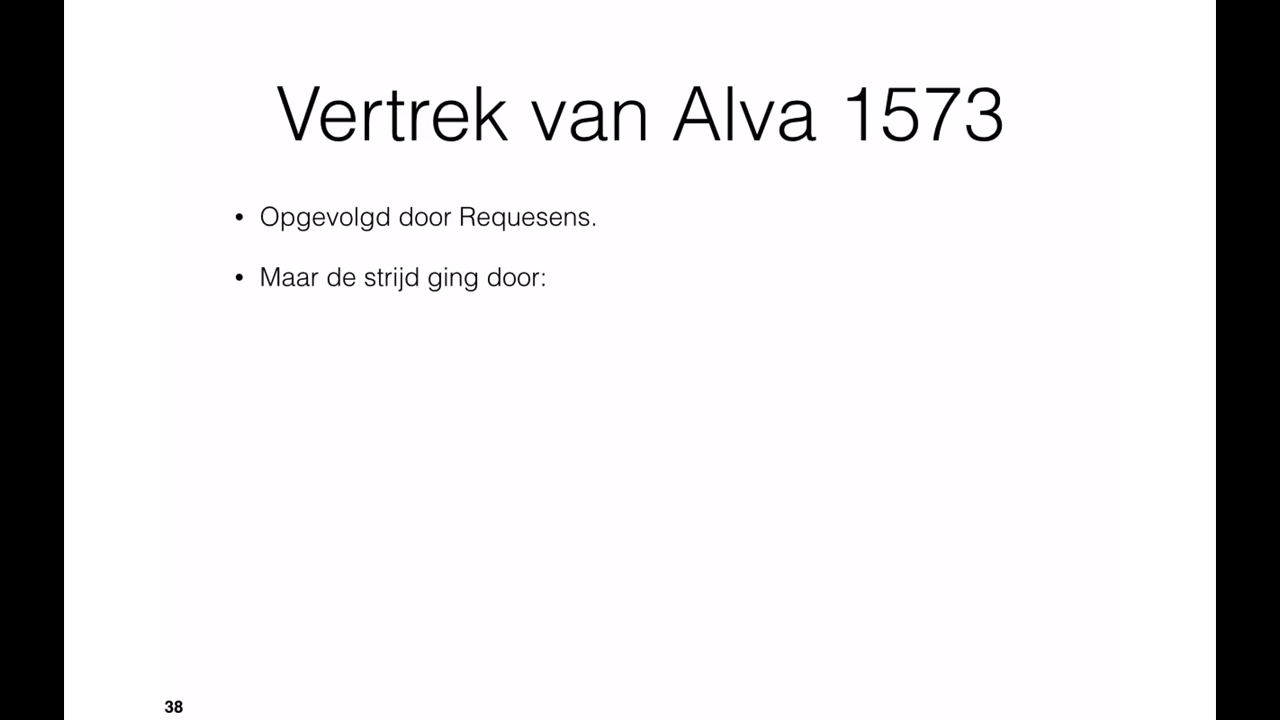 Vertrek van Alva 1573
• Opgevolgd door Requesens.
• Maar de strijd ging door:
38